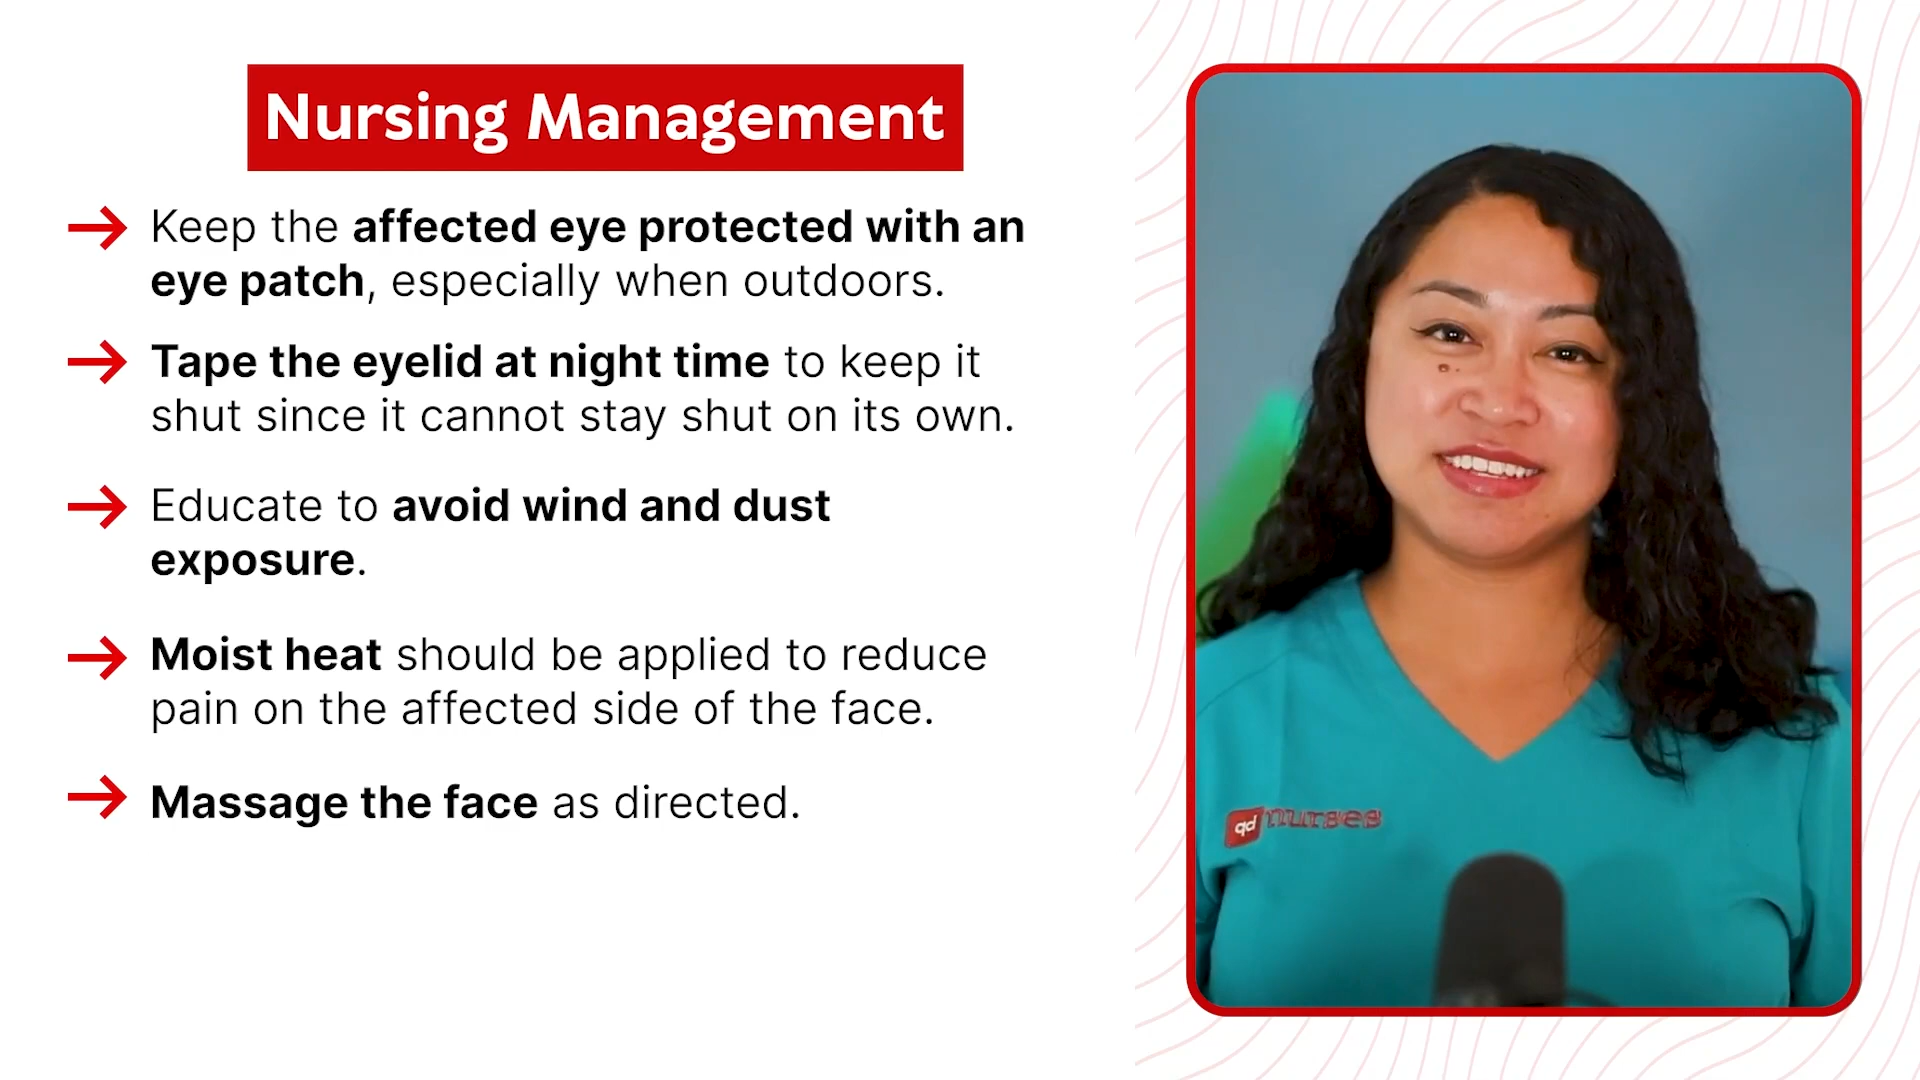 Nursing Management
Keep the affected eye protected with an
eye patch, especially when outdoors.
Tape the eyelid at night time to keep it
shut since it cannot stay shut on its own.
Educate to avoid wind and dust
exposure.
Moist heat should be applied to reduce
pain on the affected side of the face.
Massage the face as directed.
qd nurses